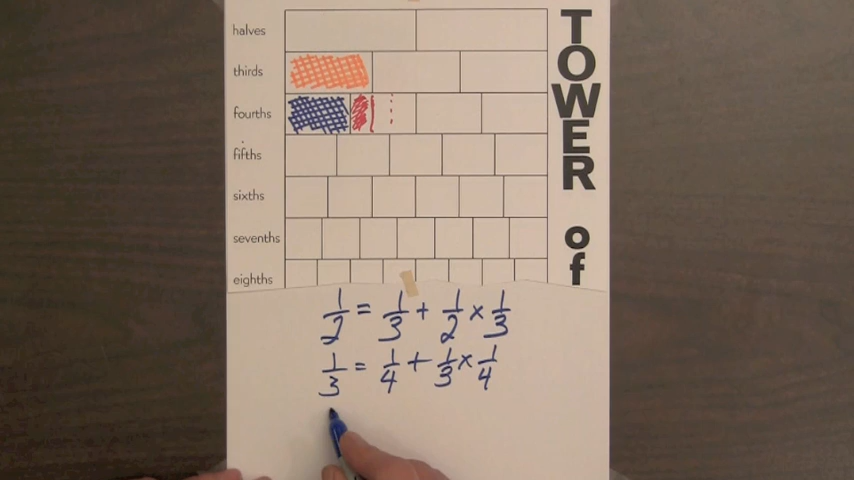 halves
thirds
fourths
fifths
sixths
sevenths
eighths
TOWER
of
1/2 = 1/3 + 1/2 × 1/3
1/3 = 1/4 + 1/3 × 1/4